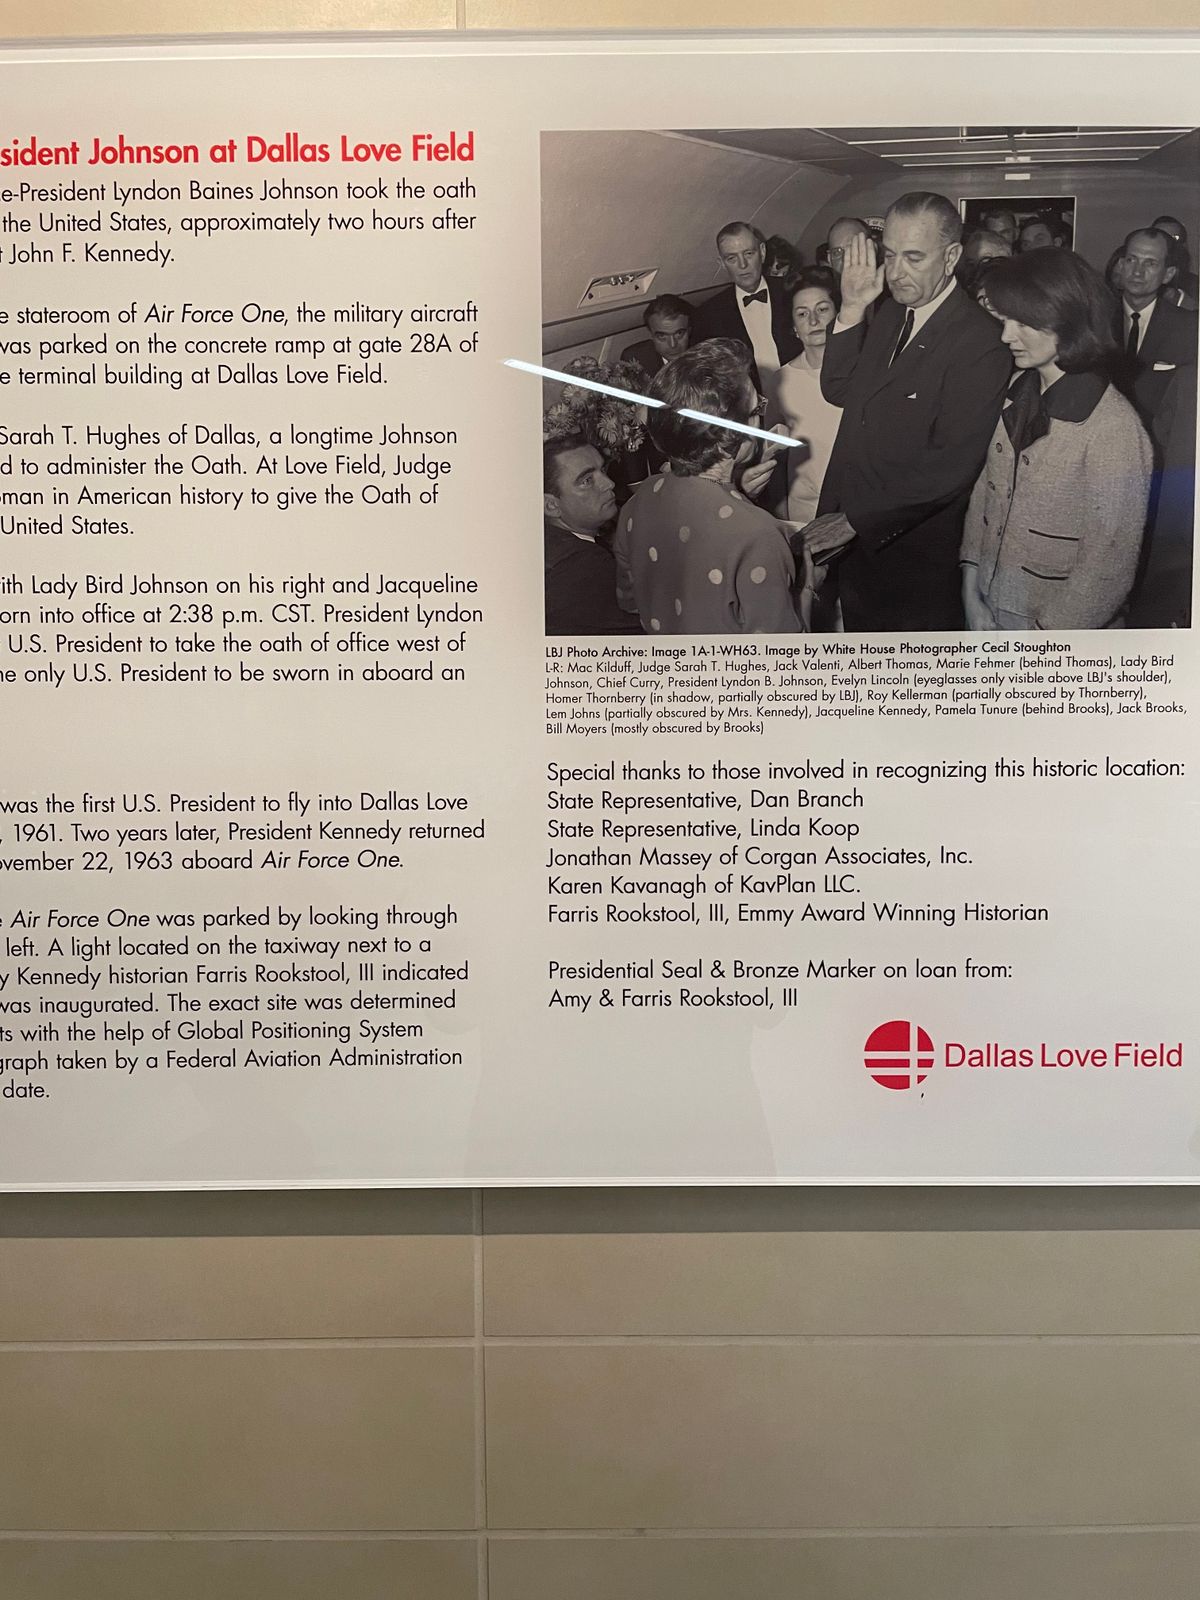 sident Johnson at Dallas Love Field
e-President Lyndon Baines Johnson took the oath
the United States, approximately two hours after
t John F. Kennedy.
e stateroom of Air Force One, the military aircraft
was parked on the concrete ramp at gate 28A of
e terminal building at Dallas Love Field.
Sarah T. Hughes of Dallas, a longtime Johnson
d to administer the Oath. At Love Field, Judge
oman in American history to give the Oath of
United States.
ith Lady Bird Johnson on his right and Jacqueline
orn into office at 2:38 p.m. CST. President Lyndon
U.S. President to take the oath of office west of
he only U.S. President to be sworn in aboard an
was the first U.S. President to fly into Dallas Love
, 1961. Two years later, President Kennedy returned
ovember 22, 1963 aboard Air Force One.
e Air Force One was parked by looking through
left. A light located on the taxiway next to a
y Kennedy historian Farris Rookstool, III indicated
was inaugurated. The exact site was determined
ts with the help of Global Positioning System
graph taken by a Federal Aviation Administration
date.
LBJ Photo Archive: Image 1A-1-WH63. Image by White House Photographer Cecil Stoughton
L-R: Mac Kilduff, Judge Sarah T. Hughes, Jack Valenti, Albert Thomas, Marie Fehmer (behind Thomas), Lady Bird
Johnson, Chief Curry, President Lyndon B. Johnson, Evelyn Lincoln (eyeglasses only visible above LBJ's shoulder),
Homer Thornberry (in shadow, partially obscured by LBJ), Roy Kellerman (partially obscured by Thornberry),
Lem Johns (partially obscured by Mrs. Kennedy), Jacqueline Kennedy, Pamela Tunure (behind Brooks), Jack Brooks,
Bill Moyers (mostly obscured by Brooks)
Special thanks to those involved in recognizing this historic location:
State Representative, Dan Branch
State Representative, Linda Koop
Jonathan Massey of Corgan Associates, Inc.
Karen Kavanagh of KavPlan LLC.
Farris Rookstool, III, Emmy Award Winning Historian
Presidential Seal & Bronze Marker on loan from:
Amy & Farris Rookstool, III
Dallas Love Field